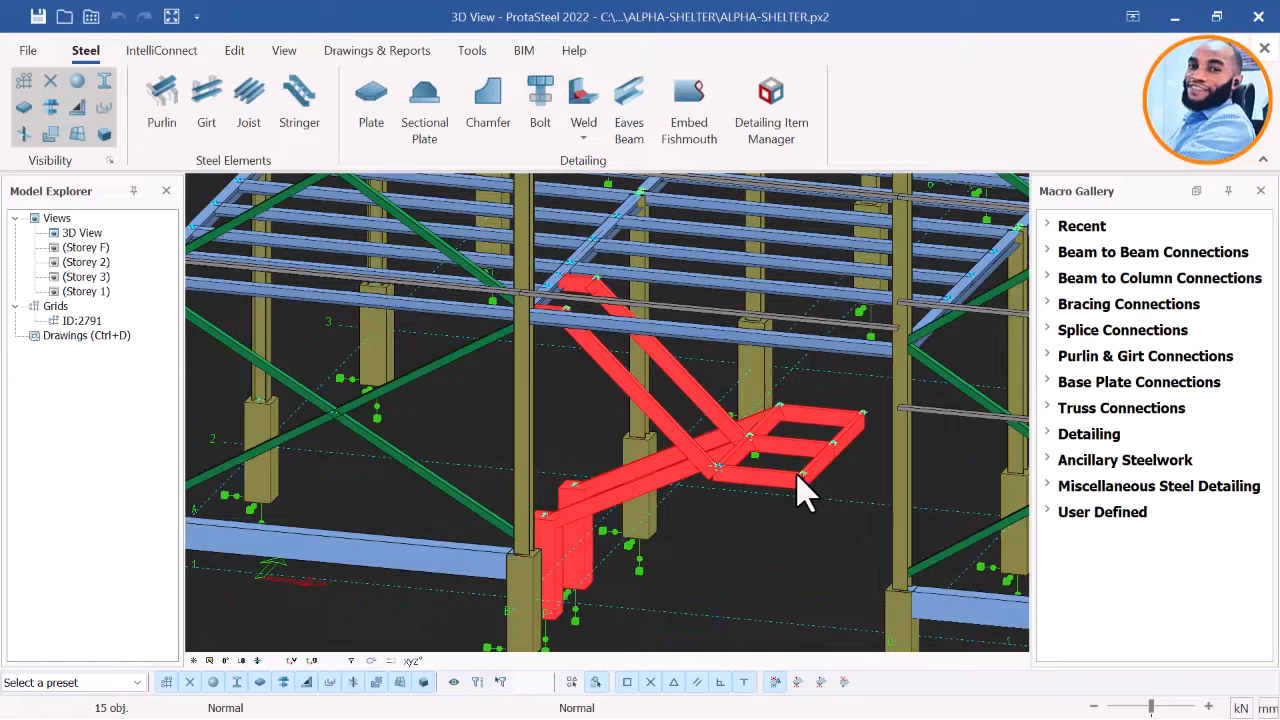 3D View - ProtaSteel 2022 - C:\...\ALPHA-SHELTER\ALPHA-SHELTER.px2
File Steel IntelliConnect Edit View Drawings & Reports Tools BIM Help
Purlin Girt Joist Stringer Plate Sectional Plate Chamfer Bolt Weld Eaves Beam Embed Fishmouth Detailing Item Manager
Visibility Steel Elements Detailing
Model Explorer
Views
3D View
(Storey F)
(Storey 2)
(Storey 3)
(Storey 1)
Grids
ID:2791
Drawings (Ctrl+D)
3
2
A
1
B
xyz
Macro Gallery
Recent
Beam to Beam Connections
Beam to Column Connections
Bracing Connections
Splice Connections
Purlin & Girt Connections
Base Plate Connections
Truss Connections
Detailing
Ancillary Steelwork
Miscellaneous Steel Detailing
User Defined
Select a preset
15 obj. Normal Normal kN mm